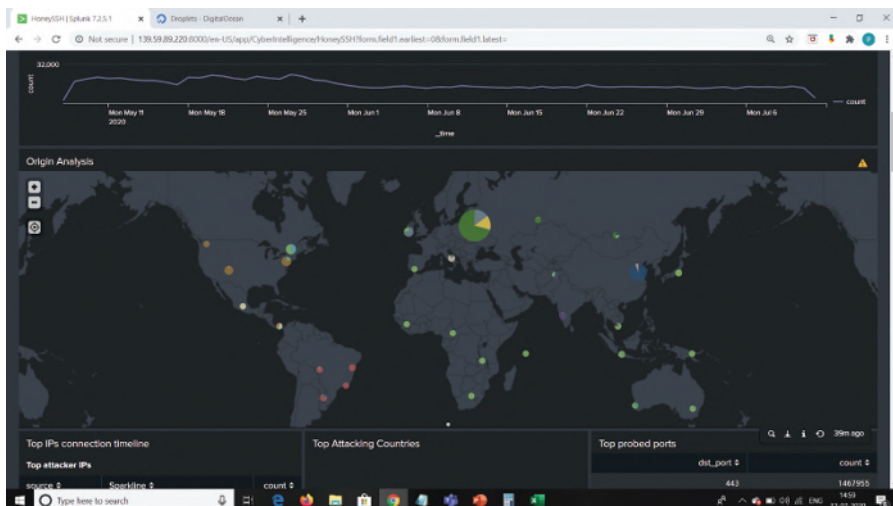 HoneySSH | Splunk 7.2.5.1
Droplets - DigitalOcean
Not secure | 139.59.89.220:8000/en-US/app/CyberIntelligence/HoneySSH?form.field1.earliest=0&form.field1.latest=
32,000
count
Mon May 11
2020
Mon May 18
Mon May 25
Mon Jun 1
Mon Jun 8
Mon Jun 15
Mon Jun 22
Mon Jun 29
Mon Jul 6
count
_time
Origin Analysis
39m ago
Top IPs connection timeline
Top Attacking Countries
Top probed ports
Top attacker IPs
dst_port
count
source
Sparkline
count
443
1467955
Type here to search
ENG
14:59